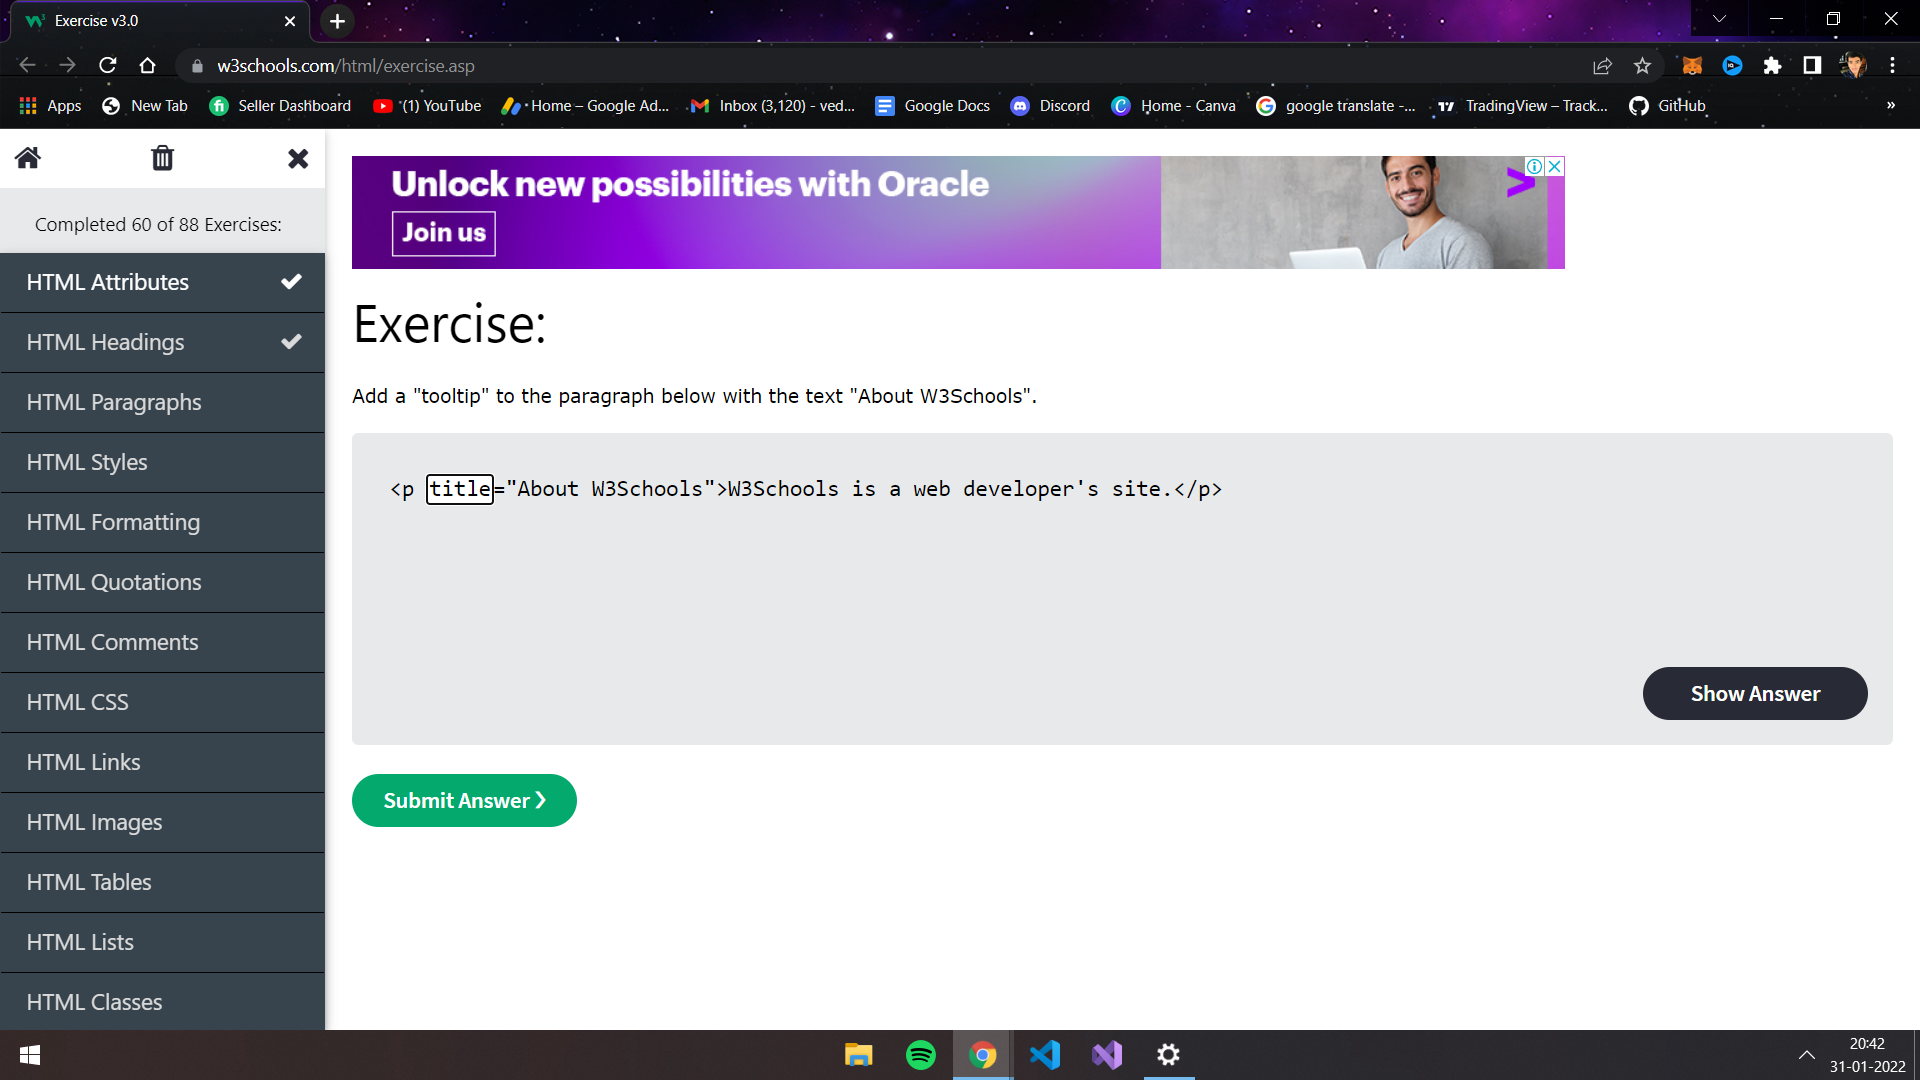 Exercise v3.0
w3schools.com/html/exercise.asp
Apps New Tab Seller Dashboard (1) YouTube Home – Google Ad... Inbox (3,120) - ved... Google Docs Discord Home - Canva google translate -... TradingView – Track... GitHub »
Completed 60 of 88 Exercises:
HTML Attributes
HTML Headings
HTML Paragraphs
HTML Styles
HTML Formatting
HTML Quotations
HTML Comments
HTML CSS
HTML Links
HTML Images
HTML Tables
HTML Lists
HTML Classes
Unlock new possibilities with Oracle
Join us
Exercise:
Add a "tooltip" to the paragraph below with the text "About W3Schools".
<p title="About W3Schools">W3Schools is a web developer's site.</p>
Show Answer
Submit Answer ❯
20:42
31-01-2022